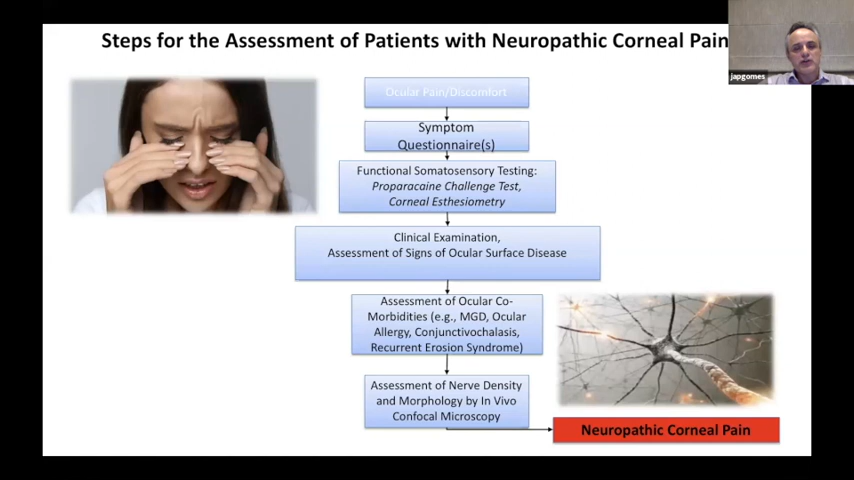 Steps for the Assessment of Patients with Neuropathic Corneal Pain
japgomes
Ocular Pain/Discomfort
Symptom
Questionnaire(s)
Functional Somatosensory Testing:
Proparacaine Challenge Test,
Corneal Esthesiometry
Clinical Examination,
Assessment of Signs of Ocular Surface Disease
Assessment of Ocular Co-
Morbidities (e.g., MGD, Ocular
Allergy, Conjunctivochalasis,
Recurrent Erosion Syndrome)
Assessment of Nerve Density
and Morphology by In Vivo
Confocal Microscopy
Neuropathic Corneal Pain